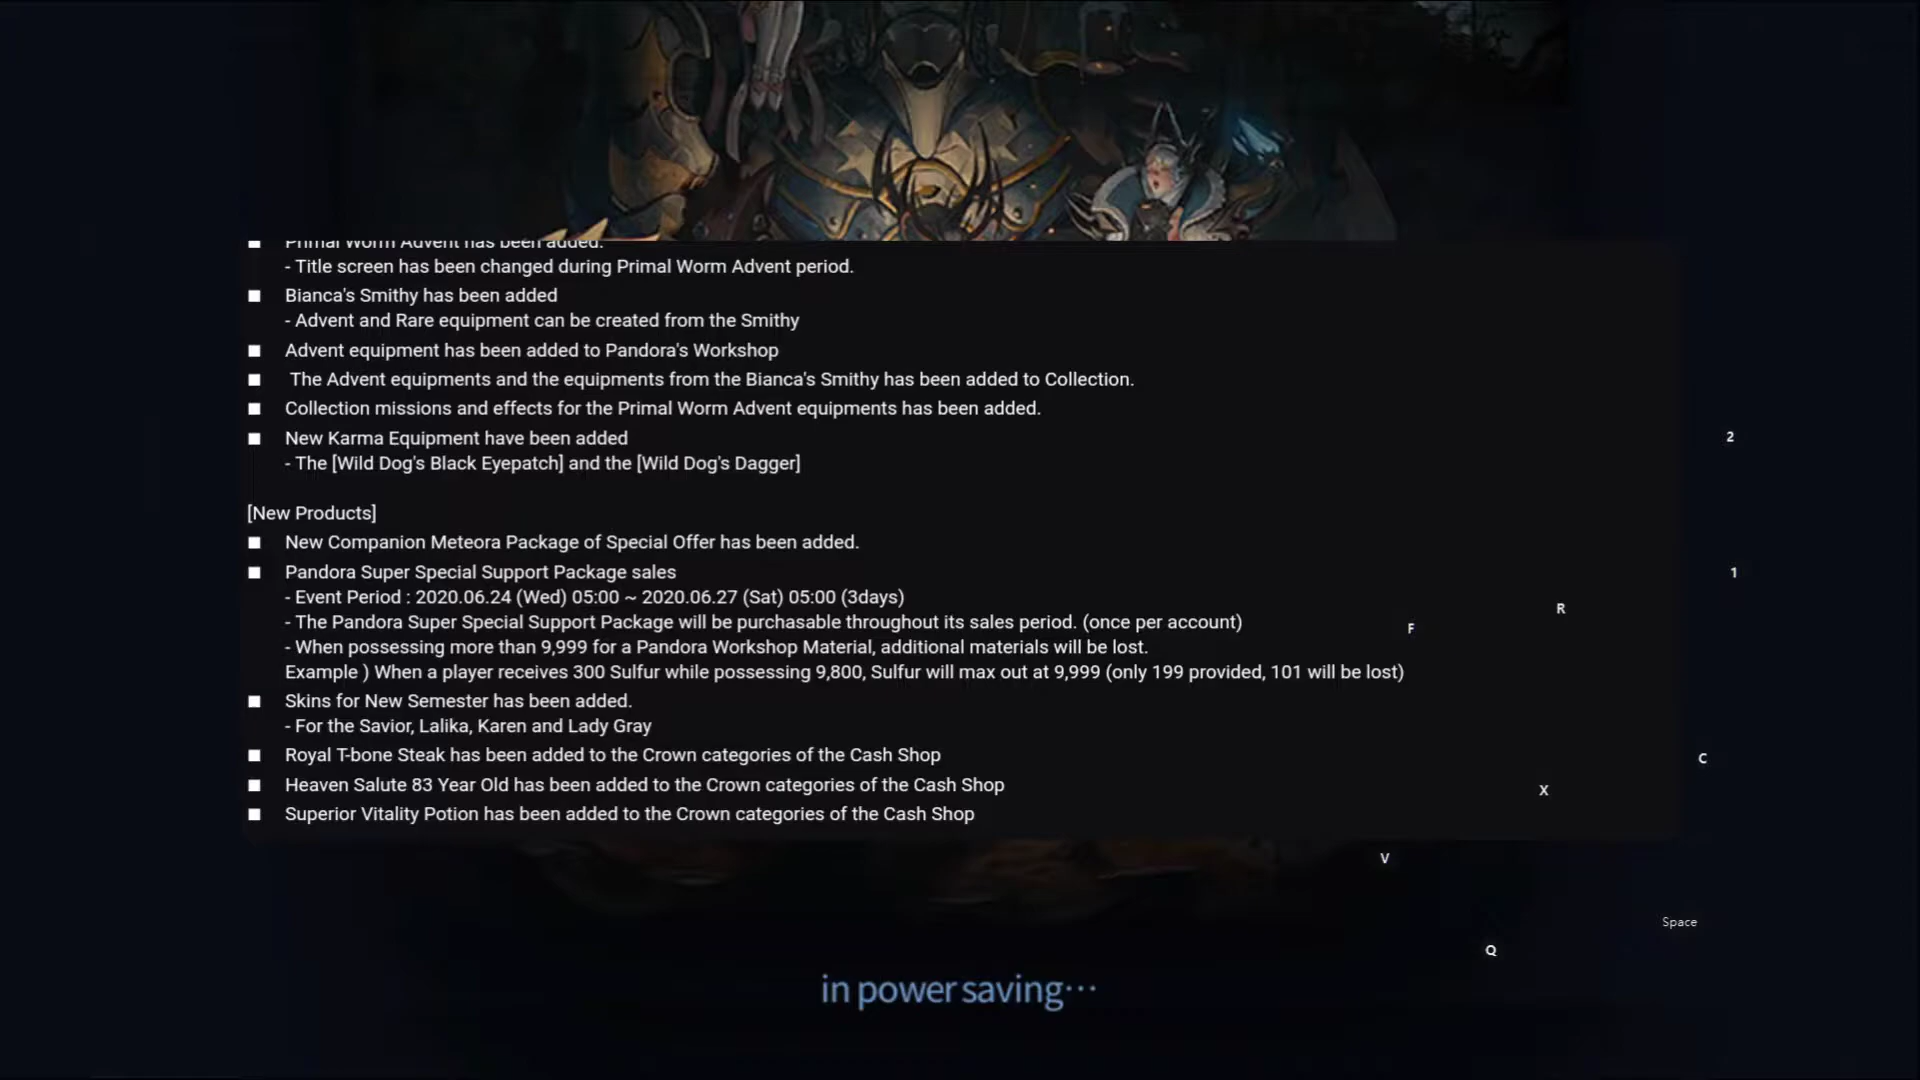 ■ Primal Worm Advent has been added.
- Title screen has been changed during Primal Worm Advent period.
■ Bianca's Smithy has been added
- Advent and Rare equipment can be created from the Smithy
■ Advent equipment has been added to Pandora's Workshop
■ The Advent equipments and the equipments from the Bianca's Smithy has been added to Collection.
■ Collection missions and effects for the Primal Worm Advent equipments has been added.
■ New Karma Equipment have been added
2
- The [Wild Dog's Black Eyepatch] and the [Wild Dog's Dagger]
[New Products]
■ New Companion Meteora Package of Special Offer has been added.
■ Pandora Super Special Support Package sales
1
- Event Period : 2020.06.24 (Wed) 05:00 ~ 2020.06.27 (Sat) 05:00 (3days)
R
- The Pandora Super Special Support Package will be purchasable throughout its sales period. (once per account)
F
- When possessing more than 9,999 for a Pandora Workshop Material, additional materials will be lost.
Example ) When a player receives 300 Sulfur while possessing 9,800, Sulfur will max out at 9,999 (only 199 provided, 101 will be lost)
■ Skins for New Semester has been added.
- For the Savior, Lalika, Karen and Lady Gray
■ Royal T-bone Steak has been added to the Crown categories of the Cash Shop
C
■ Heaven Salute 83 Year Old has been added to the Crown categories of the Cash Shop
X
■ Superior Vitality Potion has been added to the Crown categories of the Cash Shop
V
Space
Q
in power saving···